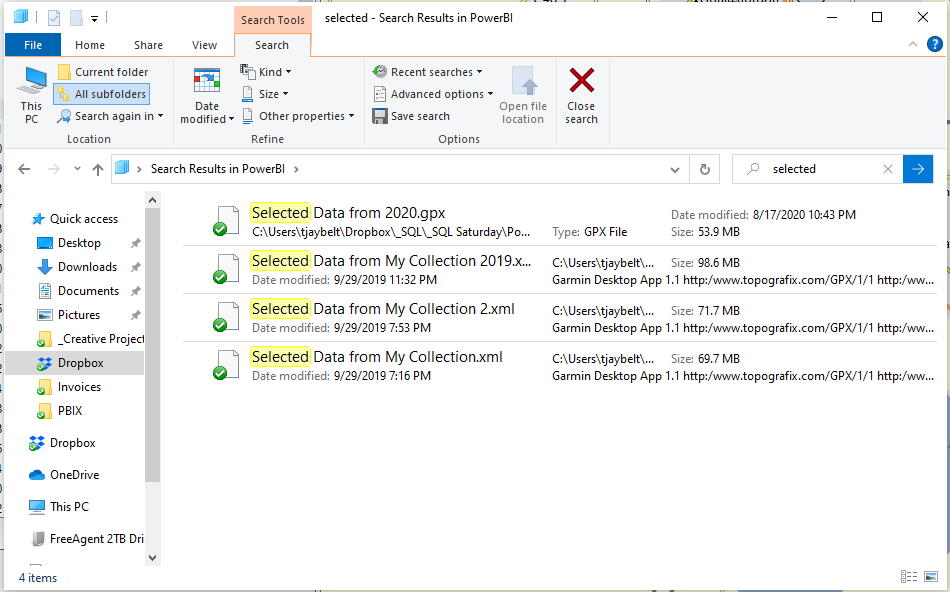 Search Tools
selected - Search Results in PowerBI
File
Home
Share
View
Search
This PC
Current folder
All subfolders
Search again in
Location
Date modified
Kind
Size
Other properties
Refine
Recent searches
Advanced options
Save search
Options
Open file location
Close search
Search Results in PowerBI
selected
Quick access
Desktop
Downloads
Documents
Pictures
_Creative Project
Dropbox
Invoices
PBIX
Dropbox
OneDrive
This PC
FreeAgent 2TB Dri
Selected Data from 2020.gpx
Date modified: 8/17/2020 10:43 PM
C:\Users\tjaybelt\Dropbox\_SQL\_SQL Saturday\Po...
Type: GPX File
Size: 53.9 MB
Selected Data from My Collection 2019.x...
C:\Users\tjaybelt\...
Size: 98.6 MB
Date modified: 9/29/2019 11:32 PM
Garmin Desktop App 1.1 http:/www.topografix.com/GPX/1/1 http:/ww...
Selected Data from My Collection 2.xml
C:\Users\tjaybelt\...
Size: 71.7 MB
Date modified: 9/29/2019 7:53 PM
Garmin Desktop App 1.1 http:/www.topografix.com/GPX/1/1 http:/ww...
Selected Data from My Collection.xml
C:\Users\tjaybelt\...
Size: 69.7 MB
Date modified: 9/29/2019 7:16 PM
Garmin Desktop App 1.1 http:/www.topografix.com/GPX/1/1 http:/ww...
4 items